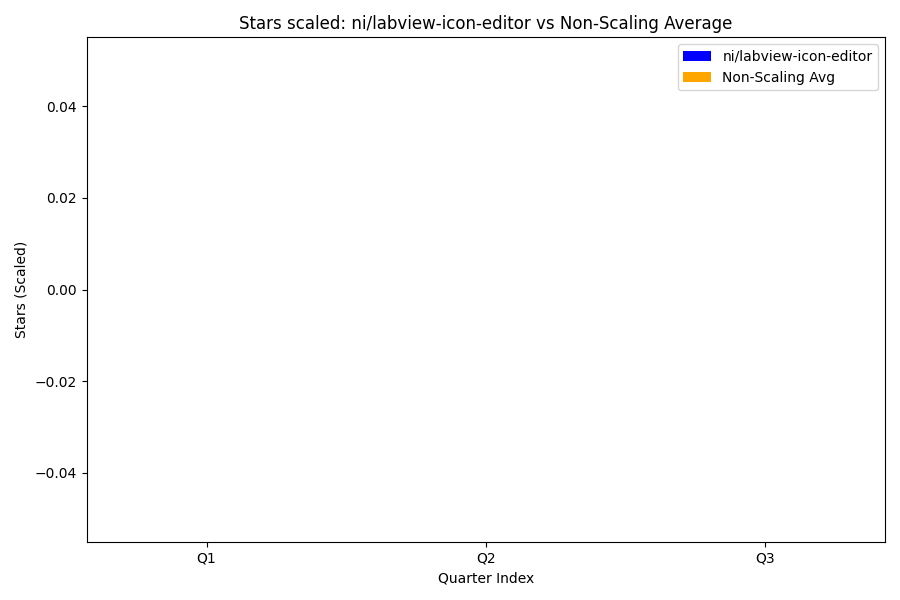 Stars scaled: ni/labview-icon-editor vs Non-Scaling Average
ni/labview-icon-editor
Non-Scaling Avg
Stars (Scaled)
0.04
0.02
0.00
−0.02
−0.04
Q1 Q2 Q3
Quarter Index